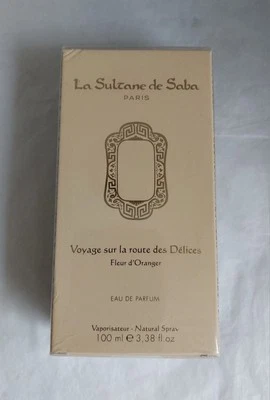 La Sultane de Saba
PARIS
Voyage sur la route des Délices
Fleur d'Oranger
EAU DE PARFUM
Vaporisateur - Natural Spray
100 ml e 3,38 fl.oz